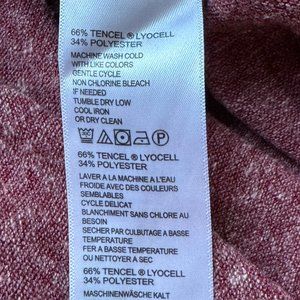 66% TENCEL ® LYOCELL
34% POLYESTER
MACHINE WASH COLD
WITH LIKE COLORS
GENTLE CYCLE
NON CHLORINE BLEACH
IF NEEDED
TUMBLE DRY LOW
COOL IRON
OR DRY CLEAN
66% TENCEL ® LYOCELL
34% POLYESTER
LAVER A LA MACHINE A L'EAU
FROIDE AVEC DES COULEURS
SEMBLABLES
CYCLE DELICAT
BLANCHIMENT SANS CHLORE AU
BESOIN
SECHER PAR CULBUTAGE A BASSE
TEMPERATURE
FER A BASSE TEMPERATURE
OU NETTOYER A SEC
66% TENCEL ® LYOCELL
34% POLYESTER
MASCHINENWÄSCHE KALT